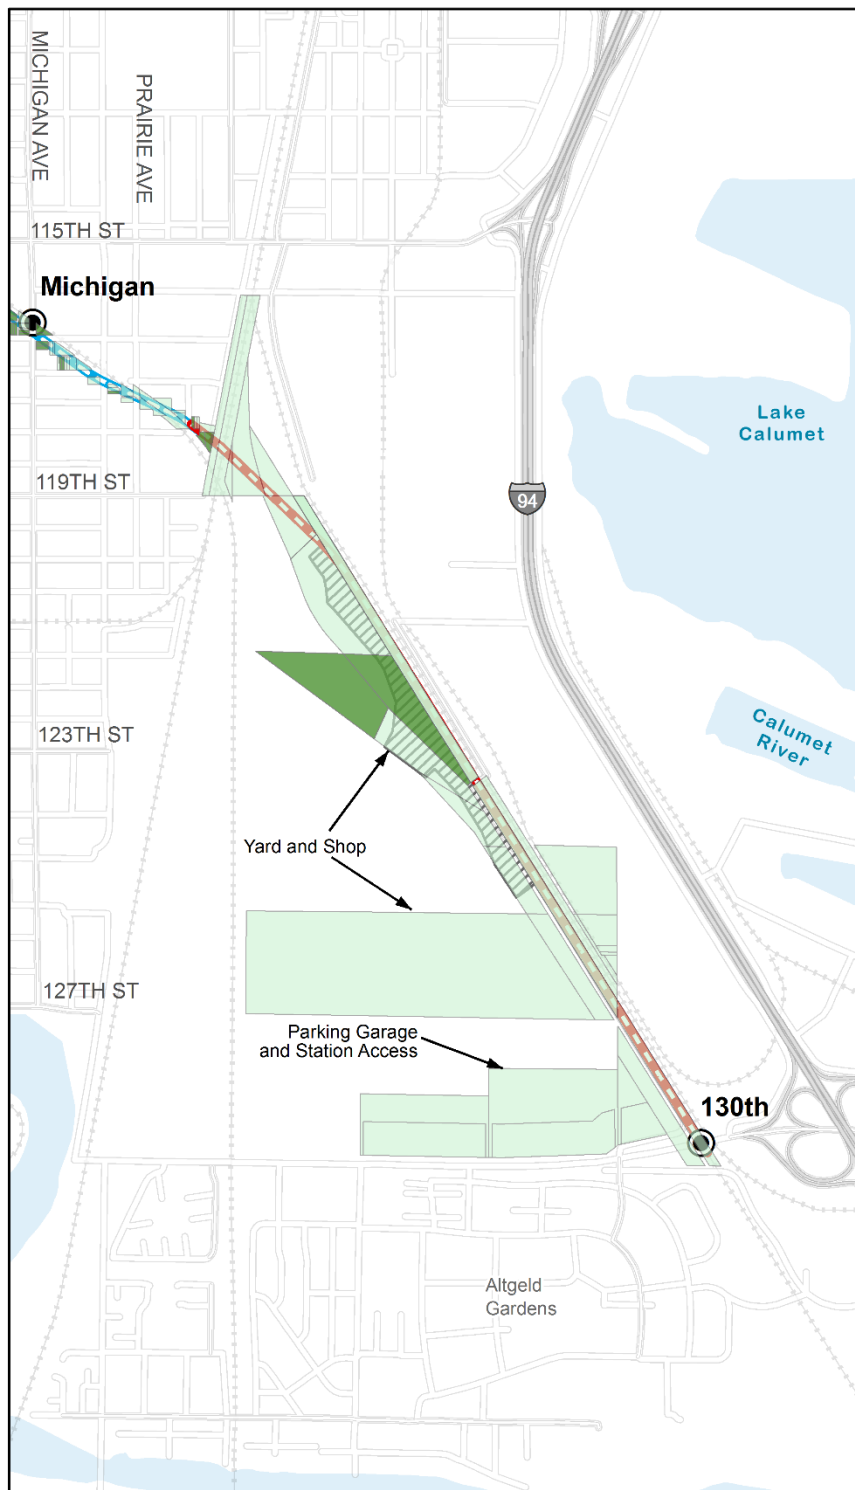 MICHIGAN AVE
PRAIRIE AVE
115TH ST
Michigan
Lake
Calumet
119TH ST
94
Calumet
River
123TH ST
Yard and Shop
127TH ST
Parking Garage
and Station Access
130th
Altgeld
Gardens